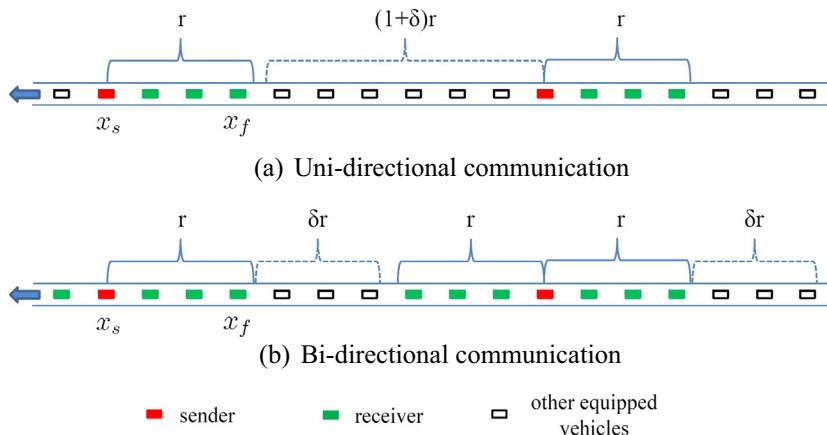 r (1+δ)r r
x_s x_f
(a) Uni-directional communication
r δr r r δr
x_s x_f
(b) Bi-directional communication
sender receiver other equipped
vehicles